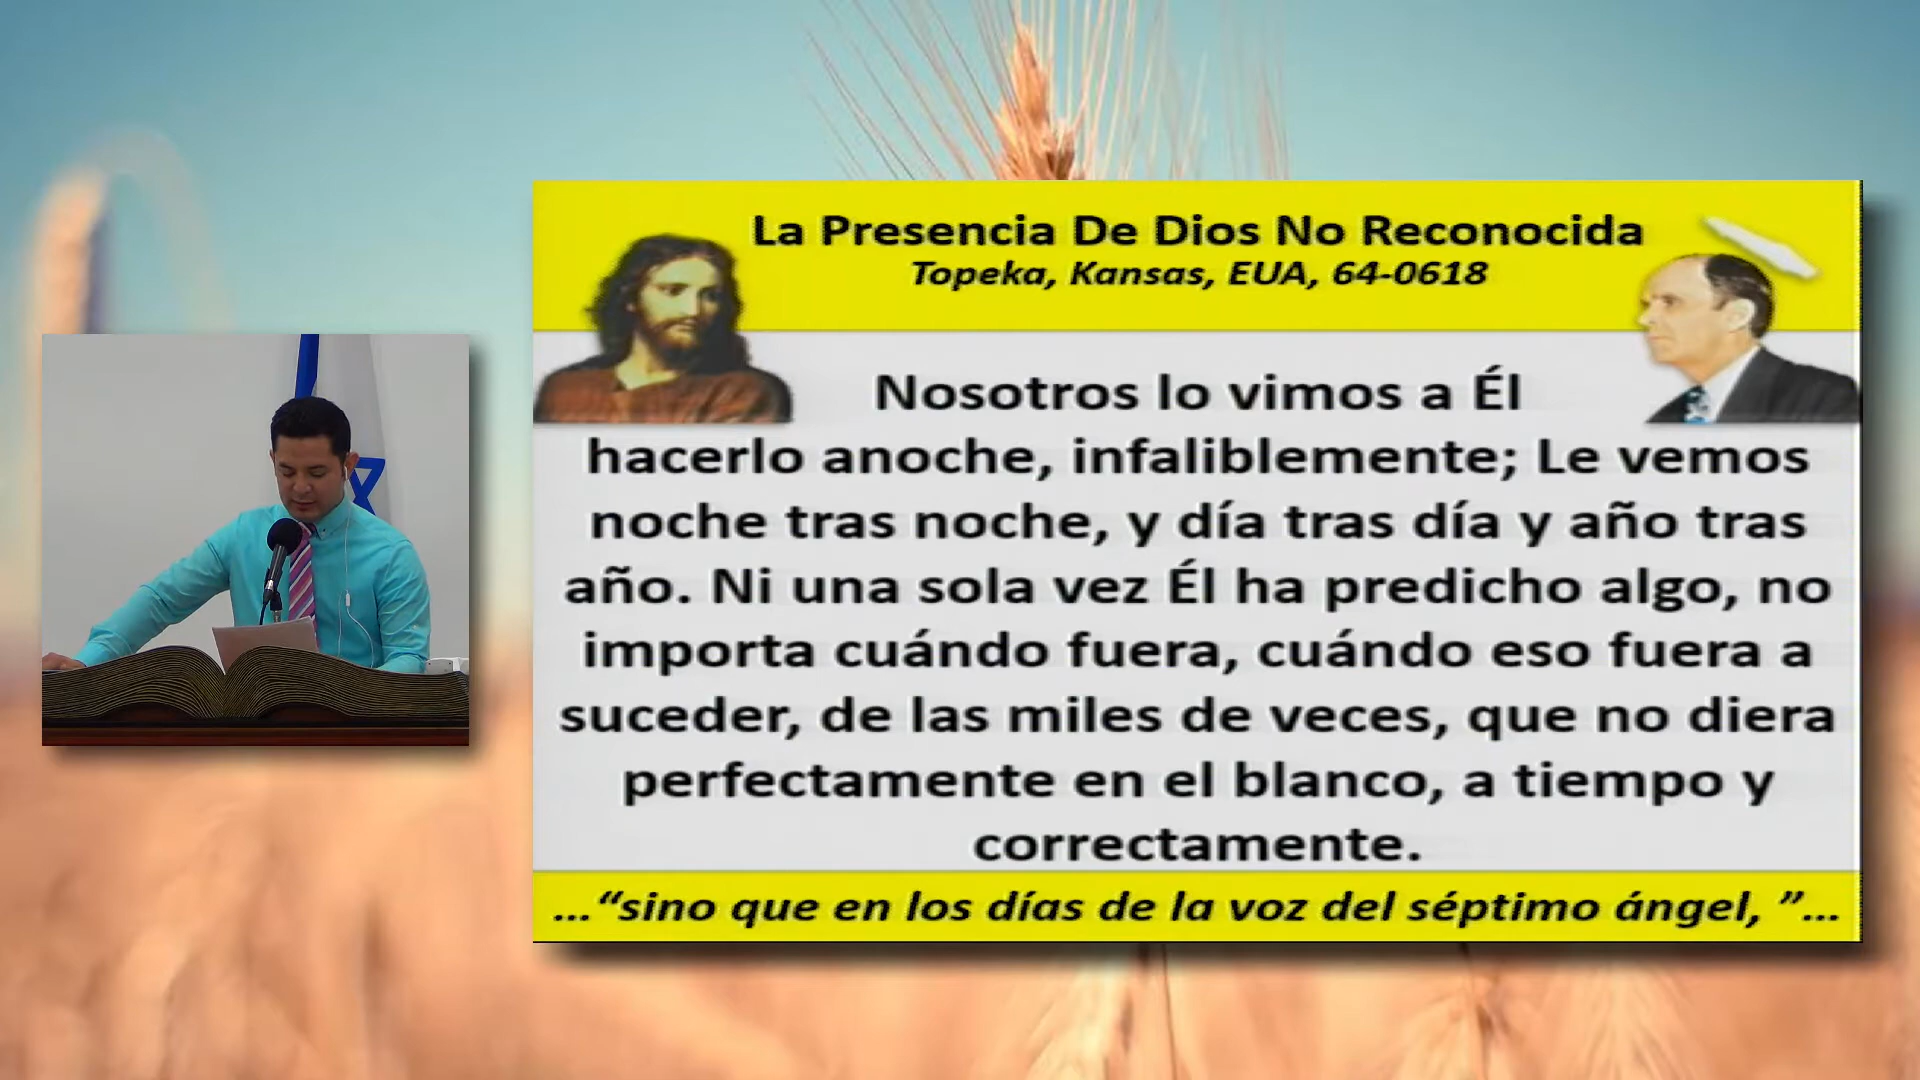 La Presencia De Dios No Reconocida
Topeka, Kansas, EUA, 64-0618
Nosotros lo vimos a Él
hacerlo anoche, infaliblemente; Le vemos
noche tras noche, y día tras día y año tras
año. Ni una sola vez Él ha predicho algo, no
importa cuándo fuera, cuándo eso fuera a
suceder, de las miles de veces, que no diera
perfectamente en el blanco, a tiempo y
correctamente.
...“sino que en los días de la voz del séptimo ángel, ”...